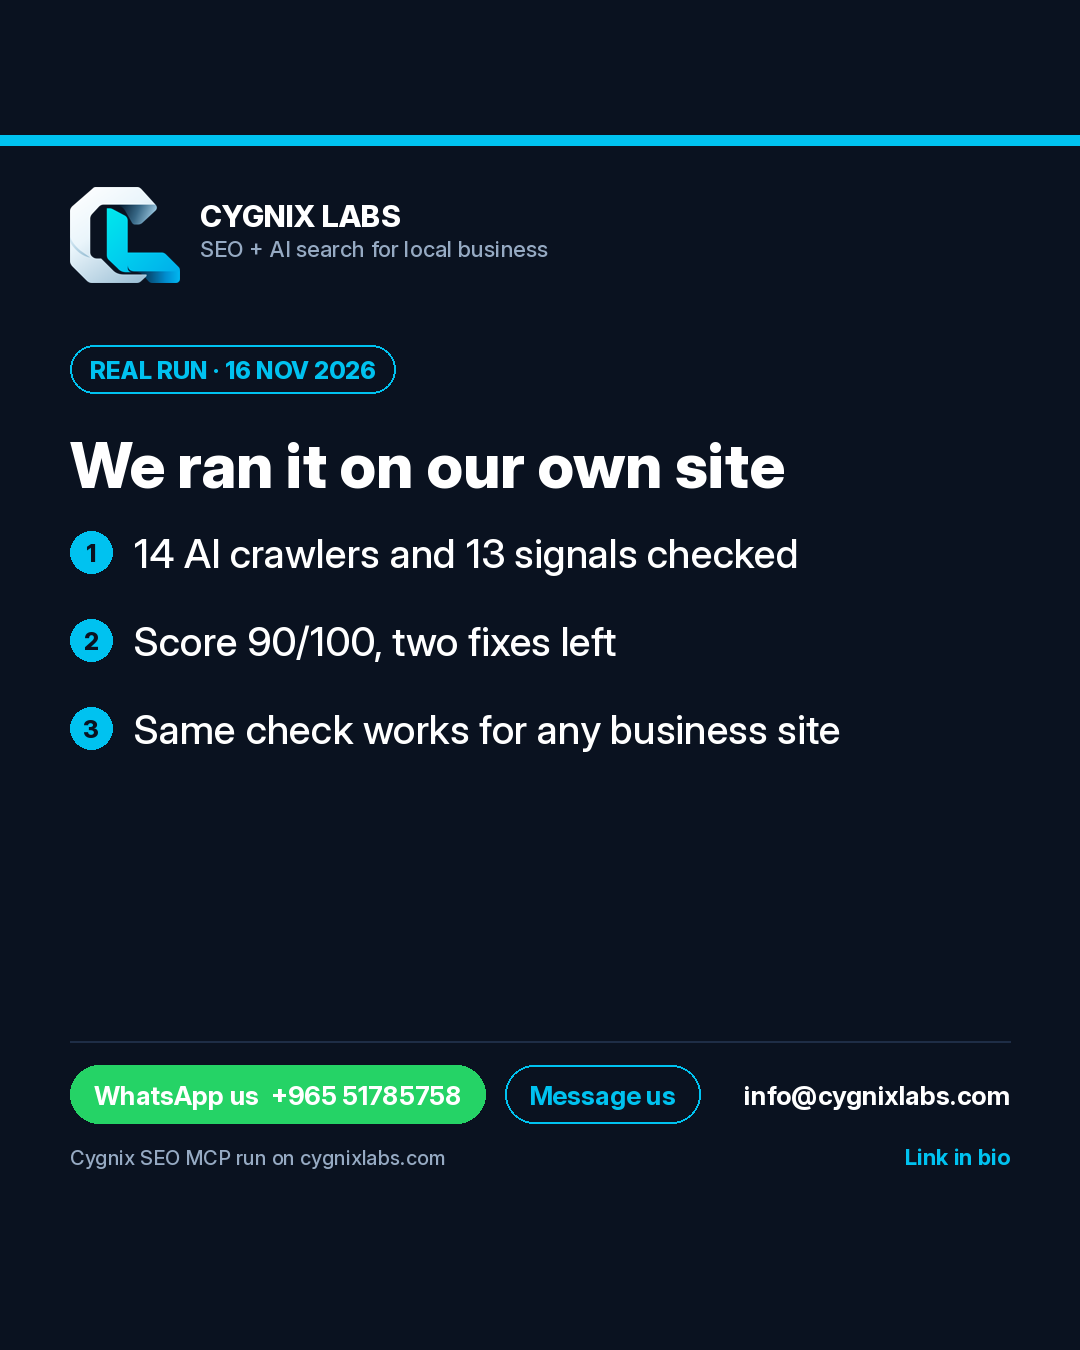 CYGNIX LABS
SEO + AI search for local business
REAL RUN · 16 NOV 2026
We ran it on our own site
1 14 AI crawlers and 13 signals checked
2 Score 90/100, two fixes left
3 Same check works for any business site
WhatsApp us +965 51785758 Message us info@cygnixlabs.com
Cygnix SEO MCP run on cygnixlabs.com Link in bio